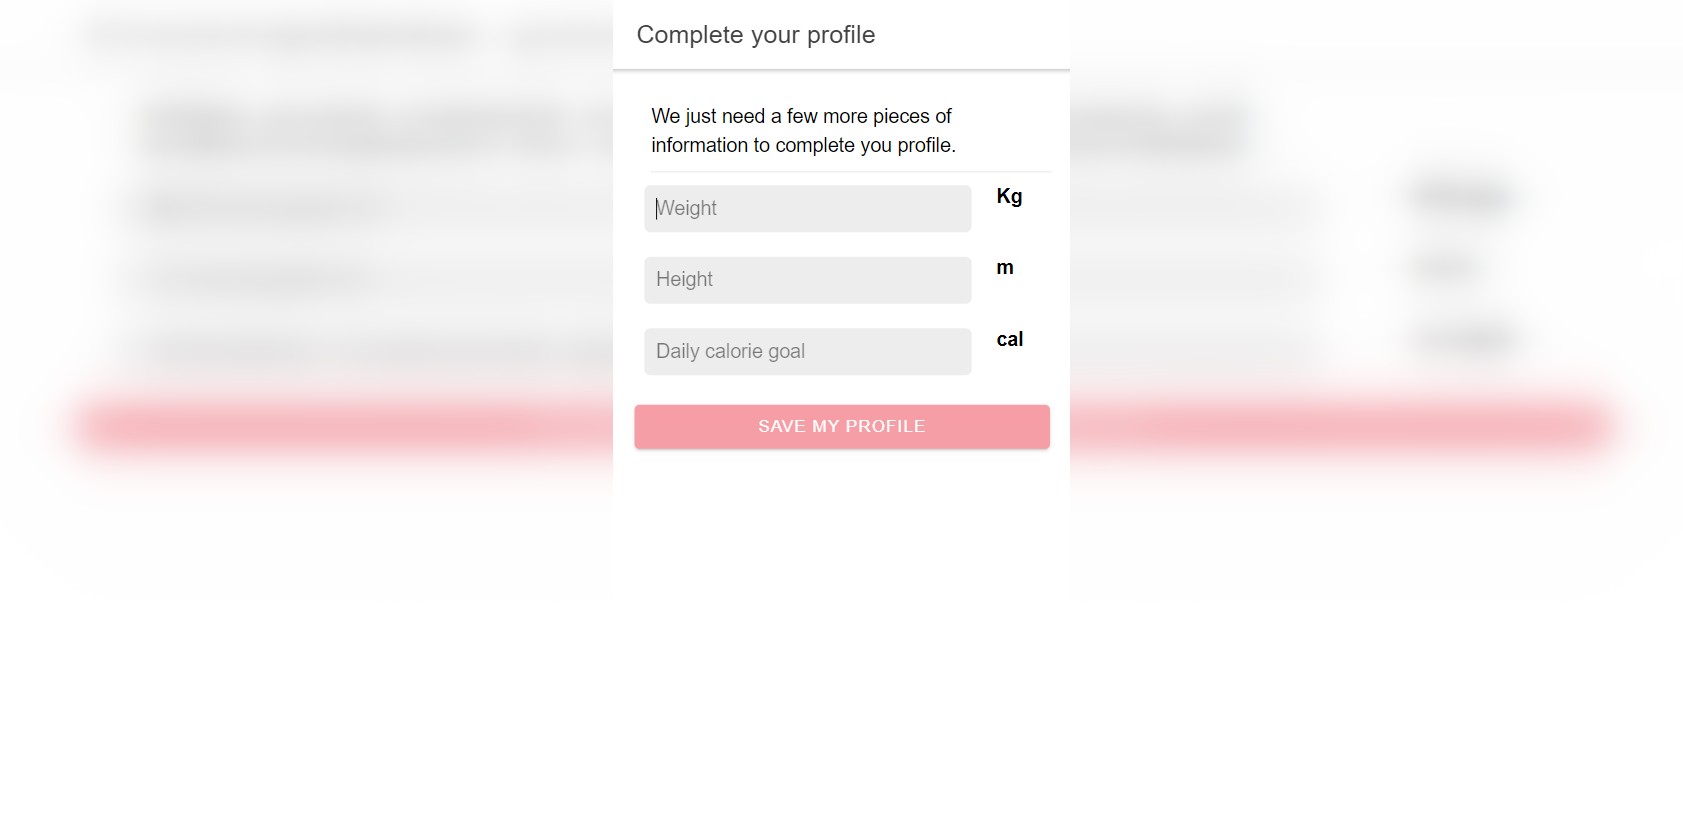 Complete your profile
We just need a few more pieces of
information to complete you profile.
Weight Kg
Height m
Daily calorie goal cal
SAVE MY PROFILE